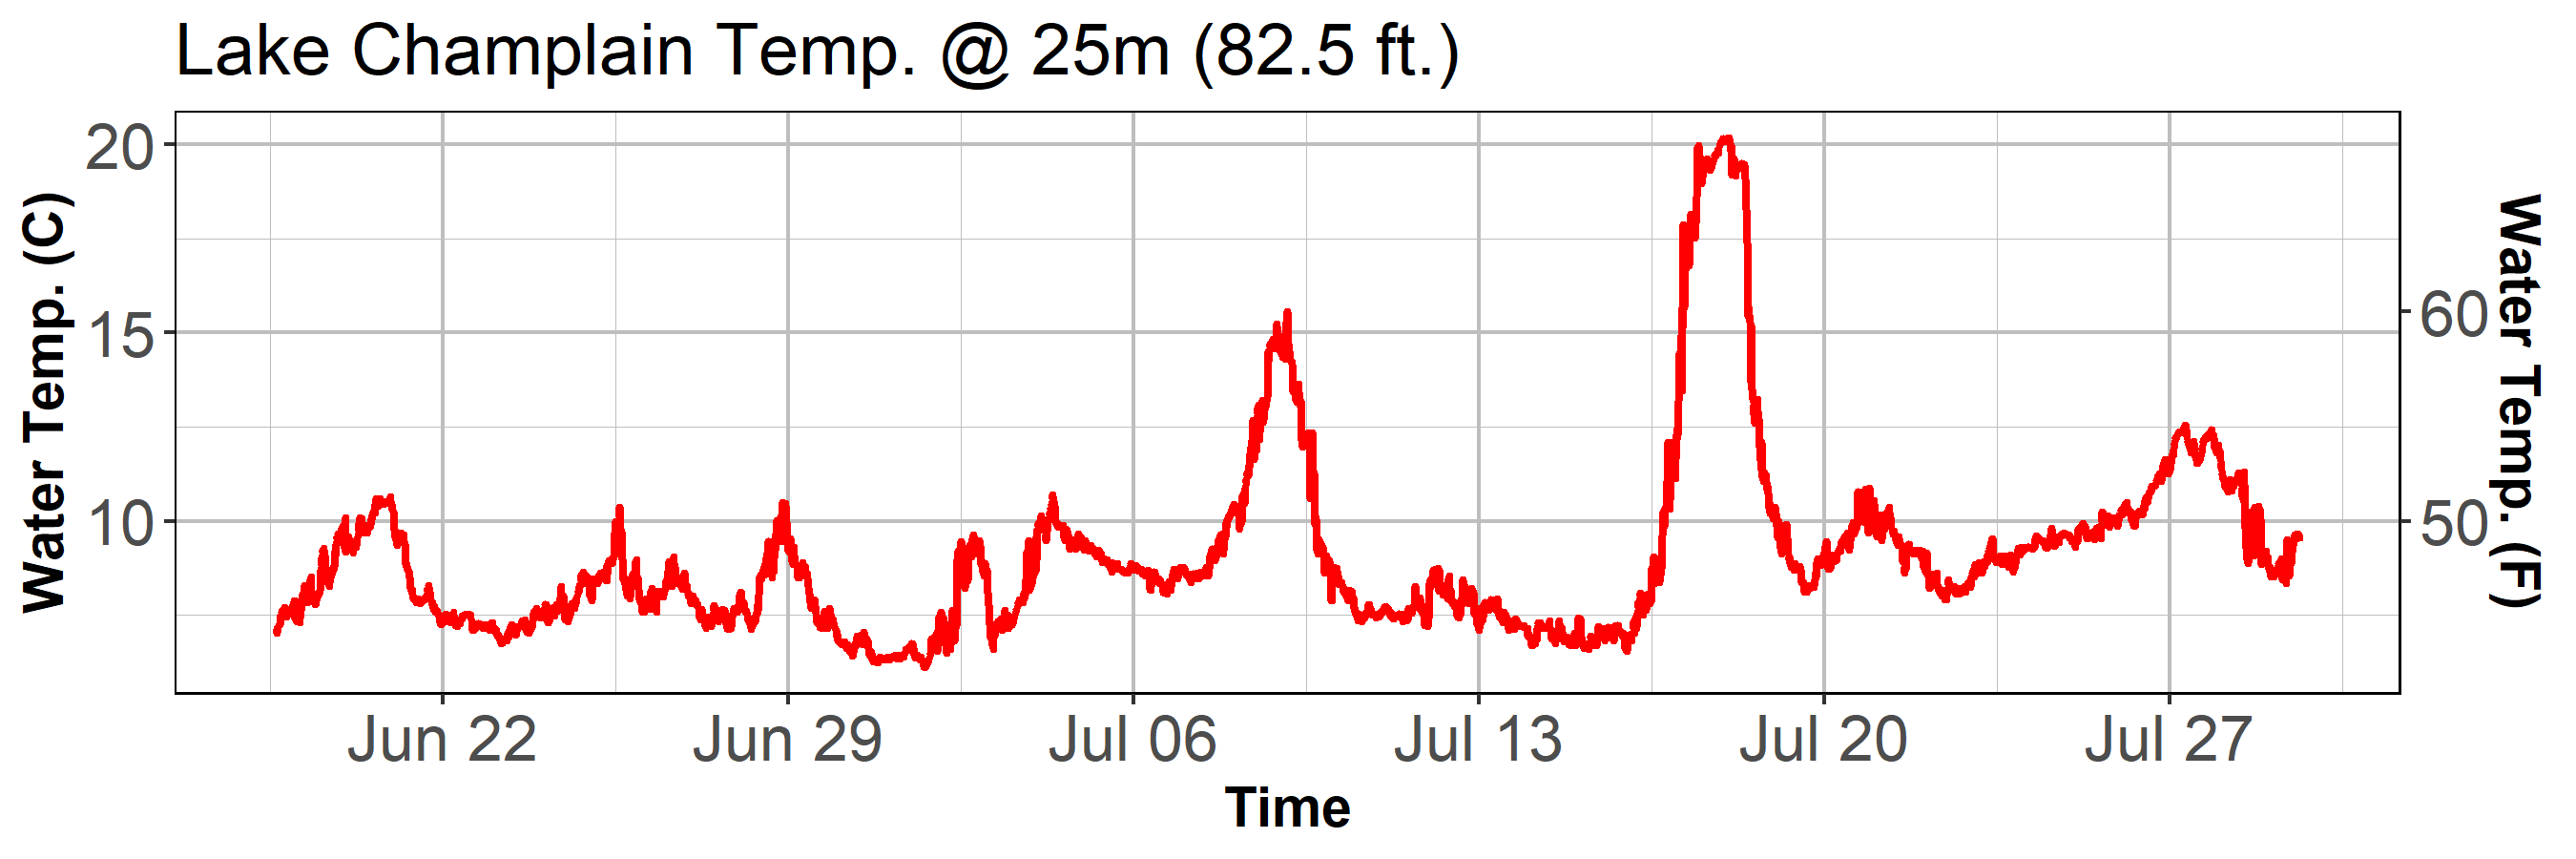 Lake Champlain Temp. @ 25m (82.5 ft.)
Water Temp. (C)
20
15
10
60
50
Water Temp. (F)
Jun 22 Jun 29 Jul 06 Jul 13 Jul 20 Jul 27
Time